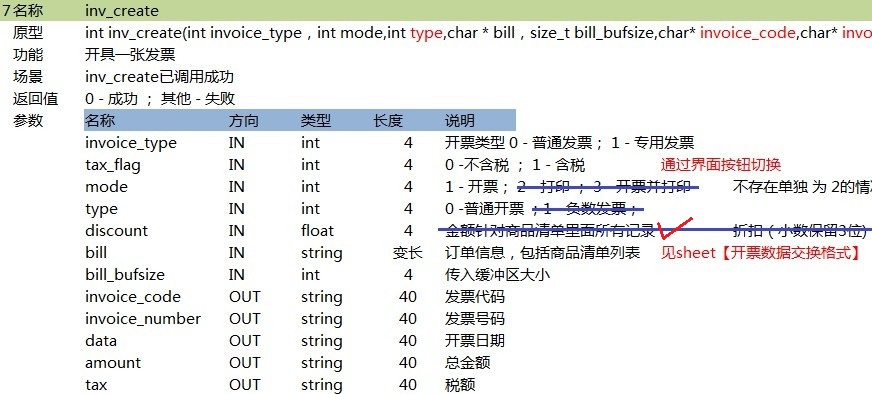 7 名称 inv_create
原型 int inv_create(int invoice_type，int mode,int type,char * bill，size_t bill_bufsize,char* invoice_code,char* invo
功能 开具一张发票
场景 inv_create已调用成功
返回值 0 - 成功 ； 其他 - 失败
参数 名称 方向 类型 长度 说明
invoice_type IN int 4 开票类型 0 - 普通发票； 1 - 专用发票
tax_flag IN int 4 0 -不含税 ； 1 - 含税 通过界面按钮切换
mode IN int 4 1 - 开票； 2 - 打印 ； 3 - 开票并打印 不存在单独 为 2的情
type IN int 4 0 -普通开票 ；1 - 负数发票；
discount IN float 4 金额针对商品清单里面所有记录 折扣（小数保留3位)
bill IN string 变长 订单信息，包括商品清单列表 见sheet【开票数据交换格式】
bill_bufsize IN int 4 传入缓冲区大小
invoice_code OUT string 40 发票代码
invoice_number OUT string 40 发票号码
data OUT string 40 开票日期
amount OUT string 40 总金额
tax OUT string 40 税额